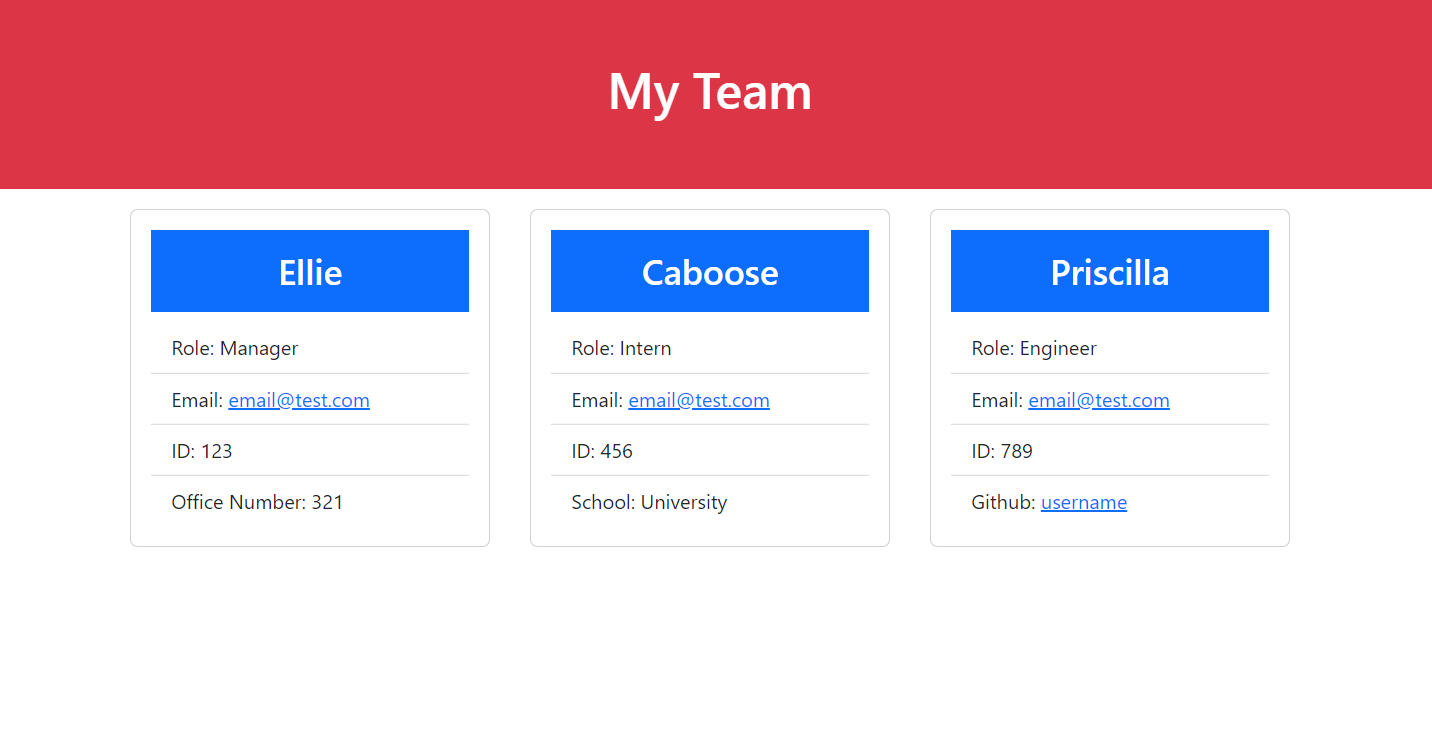 My Team
Ellie
Role: Manager
Email: email@test.com
ID: 123
Office Number: 321
Caboose
Role: Intern
Email: email@test.com
ID: 456
School: University
Priscilla
Role: Engineer
Email: email@test.com
ID: 789
Github: username